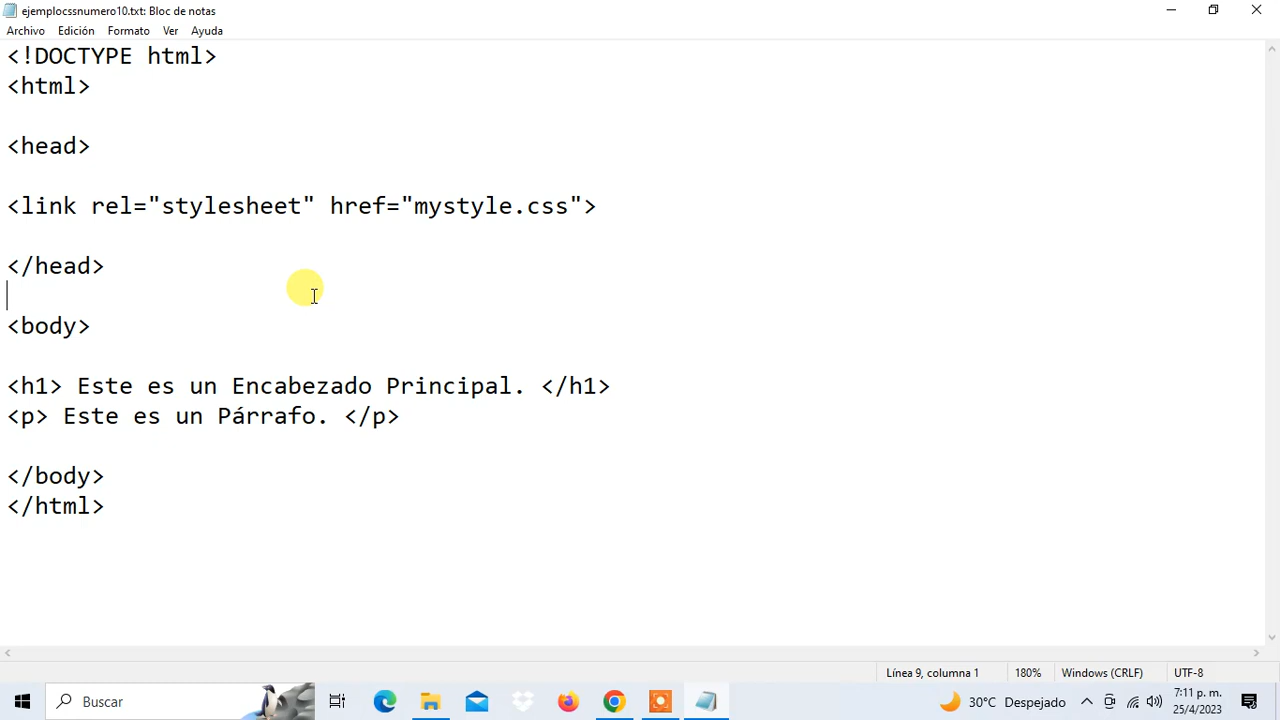 ejemplocssnumero10.txt: Bloc de notas
Archivo Edición Formato Ver Ayuda
<!DOCTYPE html>
<html>
<head>
<link rel="stylesheet" href="mystyle.css">
</head>
<body>
<h1> Este es un Encabezado Principal. </h1>
<p> Este es un Párrafo. </p>
</body>
</html>
Línea 9, columna 1 180% Windows (CRLF) UTF-8
Buscar 30°C Despejado 7:11 p. m.
25/4/2023